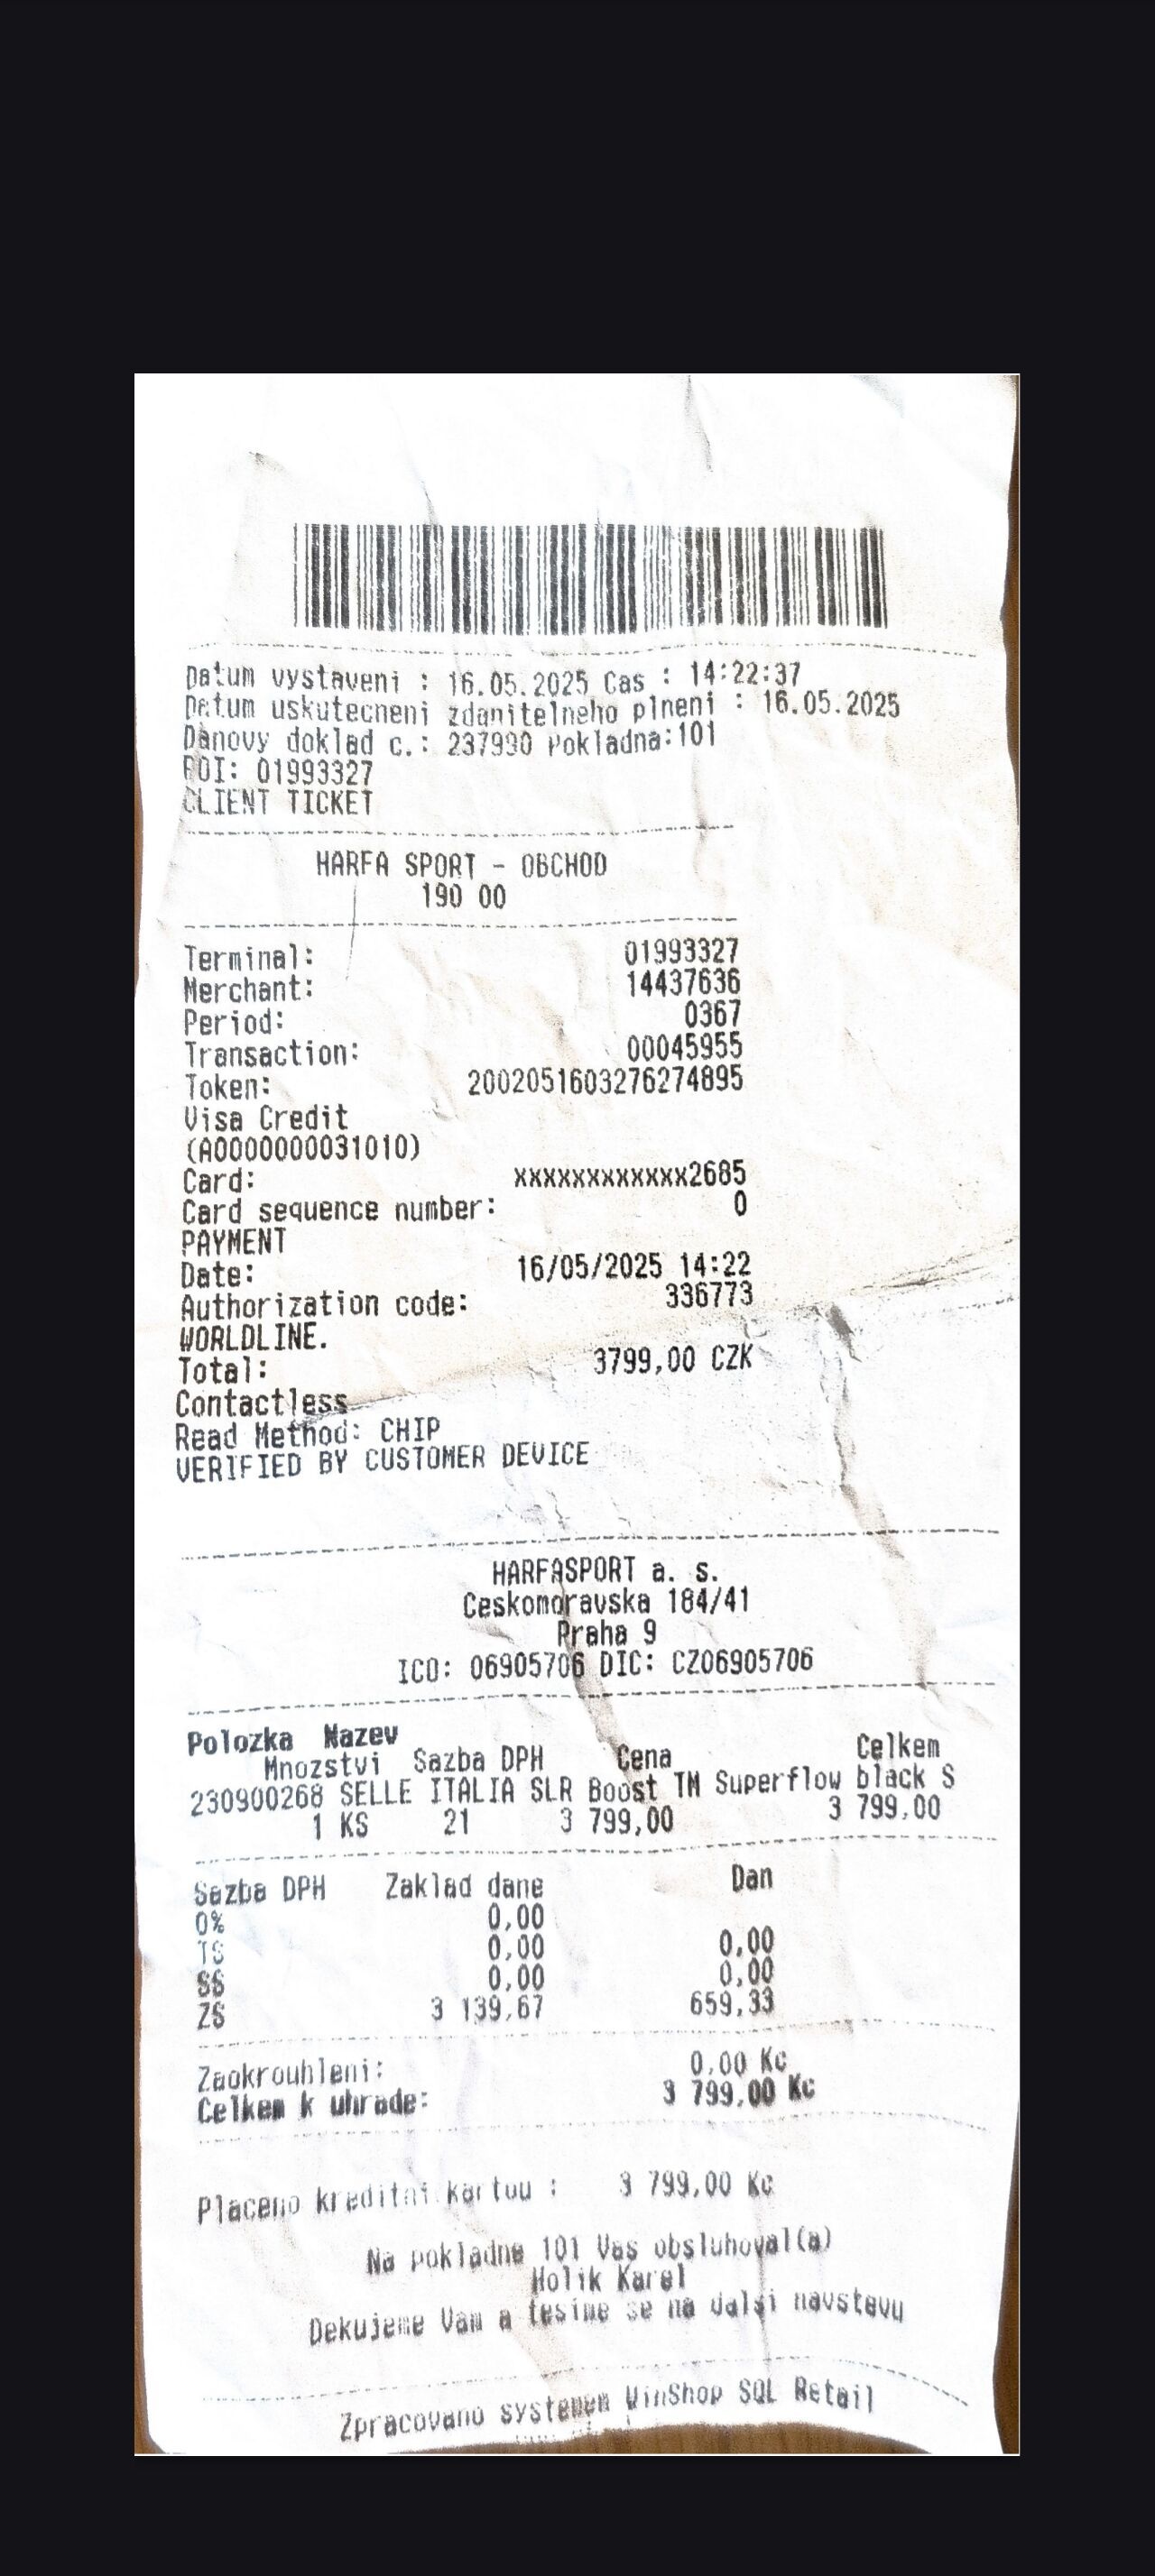 Datum vystaveni : 16.05.2025 Cas : 14:22:37
Datum uskutecneni zdanitelneho plneni : 16.05.2025
Danovy doklad c.: 237990 Pokladna:101
POI: 01993327
CLIENT TICKET
HARFA SPORT - OBCHOD
190 00
Terminal: 01993327
Merchant: 14437636
Period: 0367
Transaction: 00045955
Token: 2002051603276274895
Visa Credit
(A0000000031010)
Card: xxxxxxxxxxxx2685
Card sequence number: 0
PAYMENT
Date: 16/05/2025 14:22
Authorization code: 336773
WORLDLINE.
Total: 3799,00 CZK
Contactless
Read Method: CHIP
VERIFIED BY CUSTOMER DEVICE
HARFASPORT a. s.
Ceskomoravska 184/41
Praha 9
ICO: 06905706 DIC: CZ06905706
Polozka Nazev
Mnozstvi Sazba DPH Cena Celkem
230900268 SELLE ITALIA SLR Boost TM Superflow black S
1 KS 21 3 799,00 3 799,00
Sazba DPH Zaklad dane Dan
0% 0,00
TS 0,00 0,00
SS 0,00 0,00
ZS 3 139,67 659,33
Zaokrouhleni: 0,00 Kc
Celkem k uhrade: 3 799,00 Kc
Placeno kreditni kartou : 3 799,00 Kc
Na pokladne 101 Vas obsluhoval(a)
Holik Karel
Dekujeme Vam a tesime se na dalsi navstevu
Zpracovano systemem WinShop SQL Retail